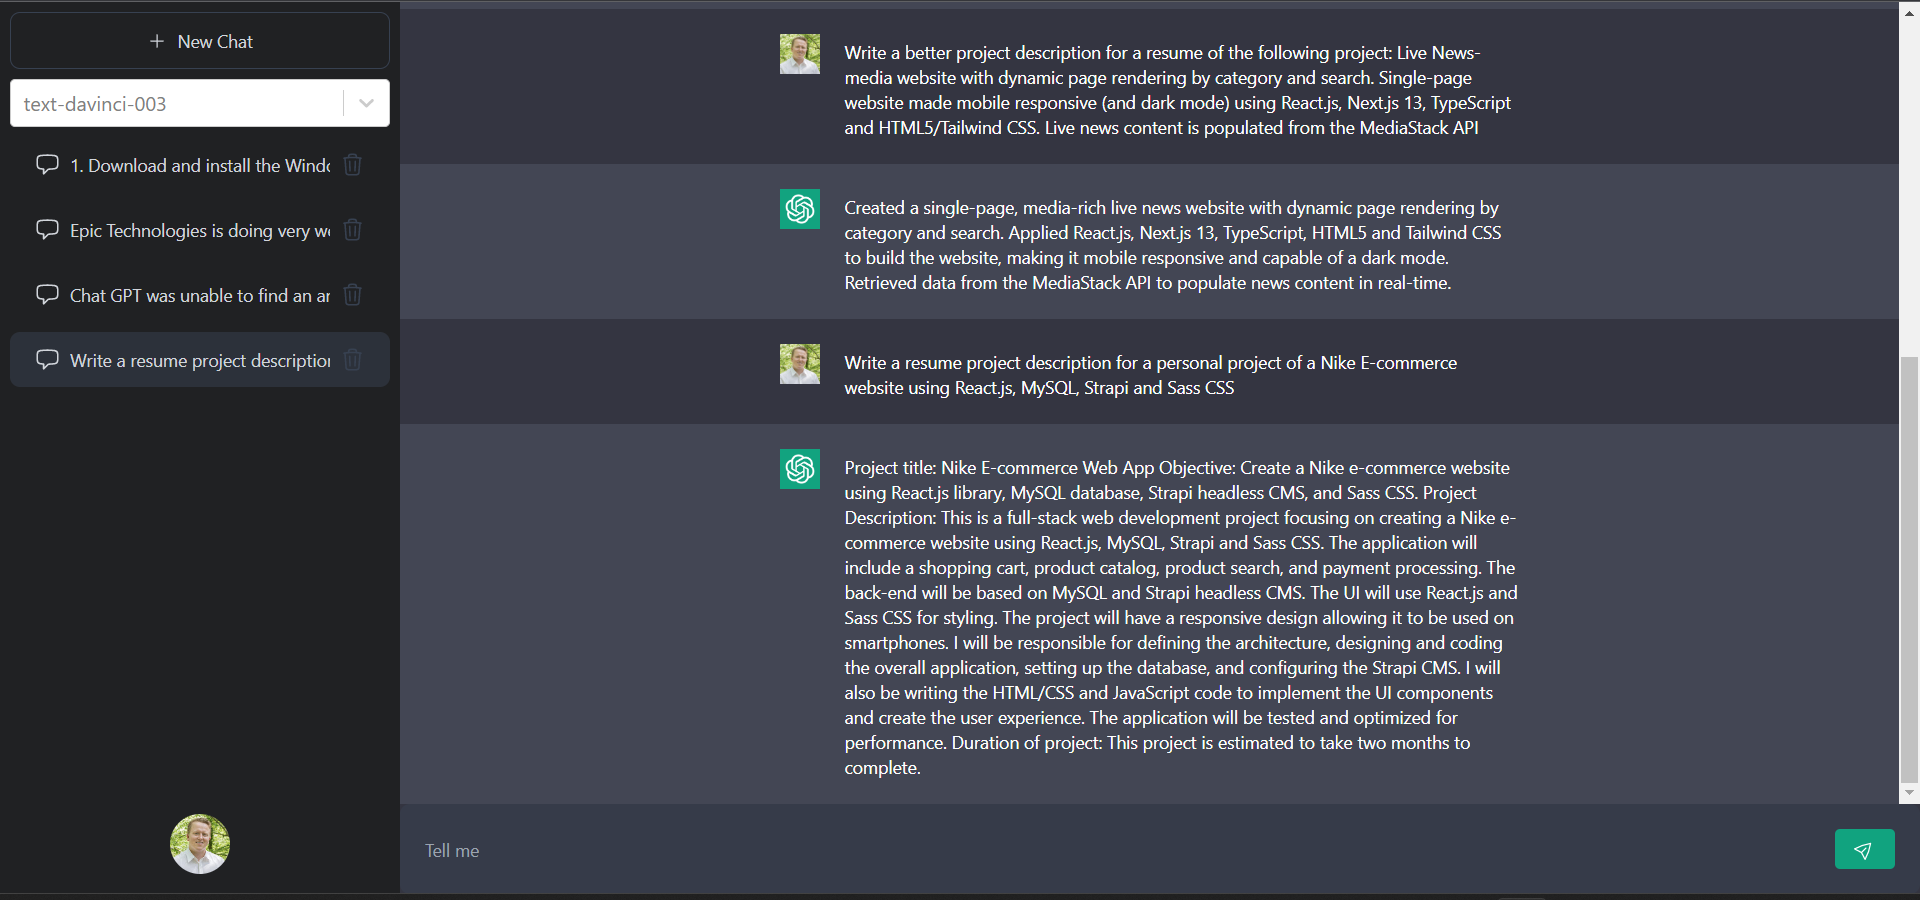 New Chat
text-davinci-003
1. Download and install the Windo
Epic Technologies is doing very we
Chat GPT was unable to find an an
Write a resume project description
Write a better project description for a resume of the following project: Live News-
media website with dynamic page rendering by category and search. Single-page
website made mobile responsive (and dark mode) using React.js, Next.js 13, TypeScript
and HTML5/Tailwind CSS. Live news content is populated from the MediaStack API
Created a single-page, media-rich live news website with dynamic page rendering by
category and search. Applied React.js, Next.js 13, TypeScript, HTML5 and Tailwind CSS
to build the website, making it mobile responsive and capable of a dark mode.
Retrieved data from the MediaStack API to populate news content in real-time.
Write a resume project description for a personal project of a Nike E-commerce
website using React.js, MySQL, Strapi and Sass CSS
Project title: Nike E-commerce Web App Objective: Create a Nike e-commerce website
using React.js library, MySQL database, Strapi headless CMS, and Sass CSS. Project
Description: This is a full-stack web development project focusing on creating a Nike e-
commerce website using React.js, MySQL, Strapi and Sass CSS. The application will
include a shopping cart, product catalog, product search, and payment processing. The
back-end will be based on MySQL and Strapi headless CMS. The UI will use React.js and
Sass CSS for styling. The project will have a responsive design allowing it to be used on
smartphones. I will be responsible for defining the architecture, designing and coding
the overall application, setting up the database, and configuring the Strapi CMS. I will
also be writing the HTML/CSS and JavaScript code to implement the UI components
and create the user experience. The application will be tested and optimized for
performance. Duration of project: This project is estimated to take two months to
complete.
Tell me